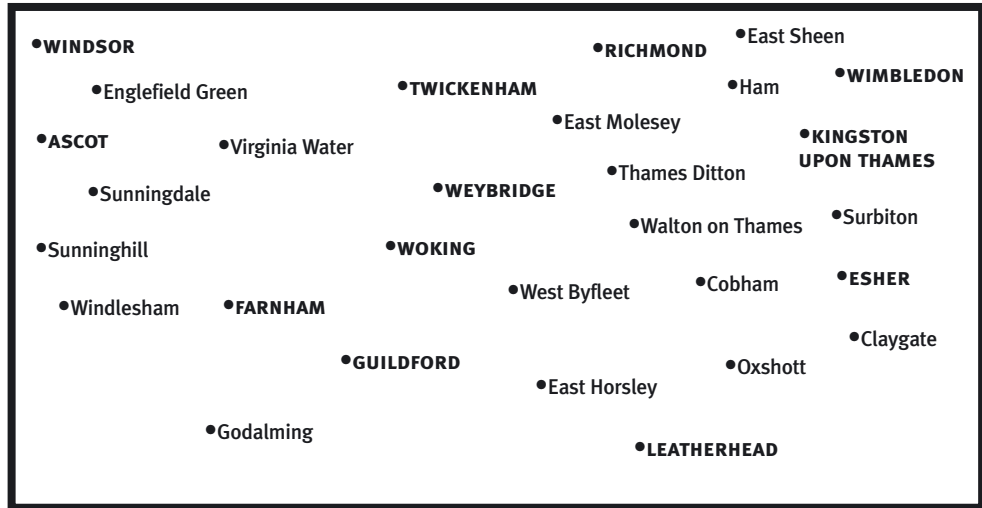 •WINDSOR
•RICHMOND
•East Sheen
•Englefield Green
•TWICKENHAM
•Ham
•WIMBLEDON
•East Molesey
•ASCOT
•Virginia Water
•KINGSTON
UPON THAMES
•Thames Ditton
•Sunningdale
•WEYBRIDGE
•Walton on Thames
•Surbiton
•Sunninghill
•WOKING
•West Byfleet
•Cobham
•ESHER
•Windlesham
•FARNHAM
•Claygate
•GUILDFORD
•Oxshott
•East Horsley
•Godalming
•LEATHERHEAD